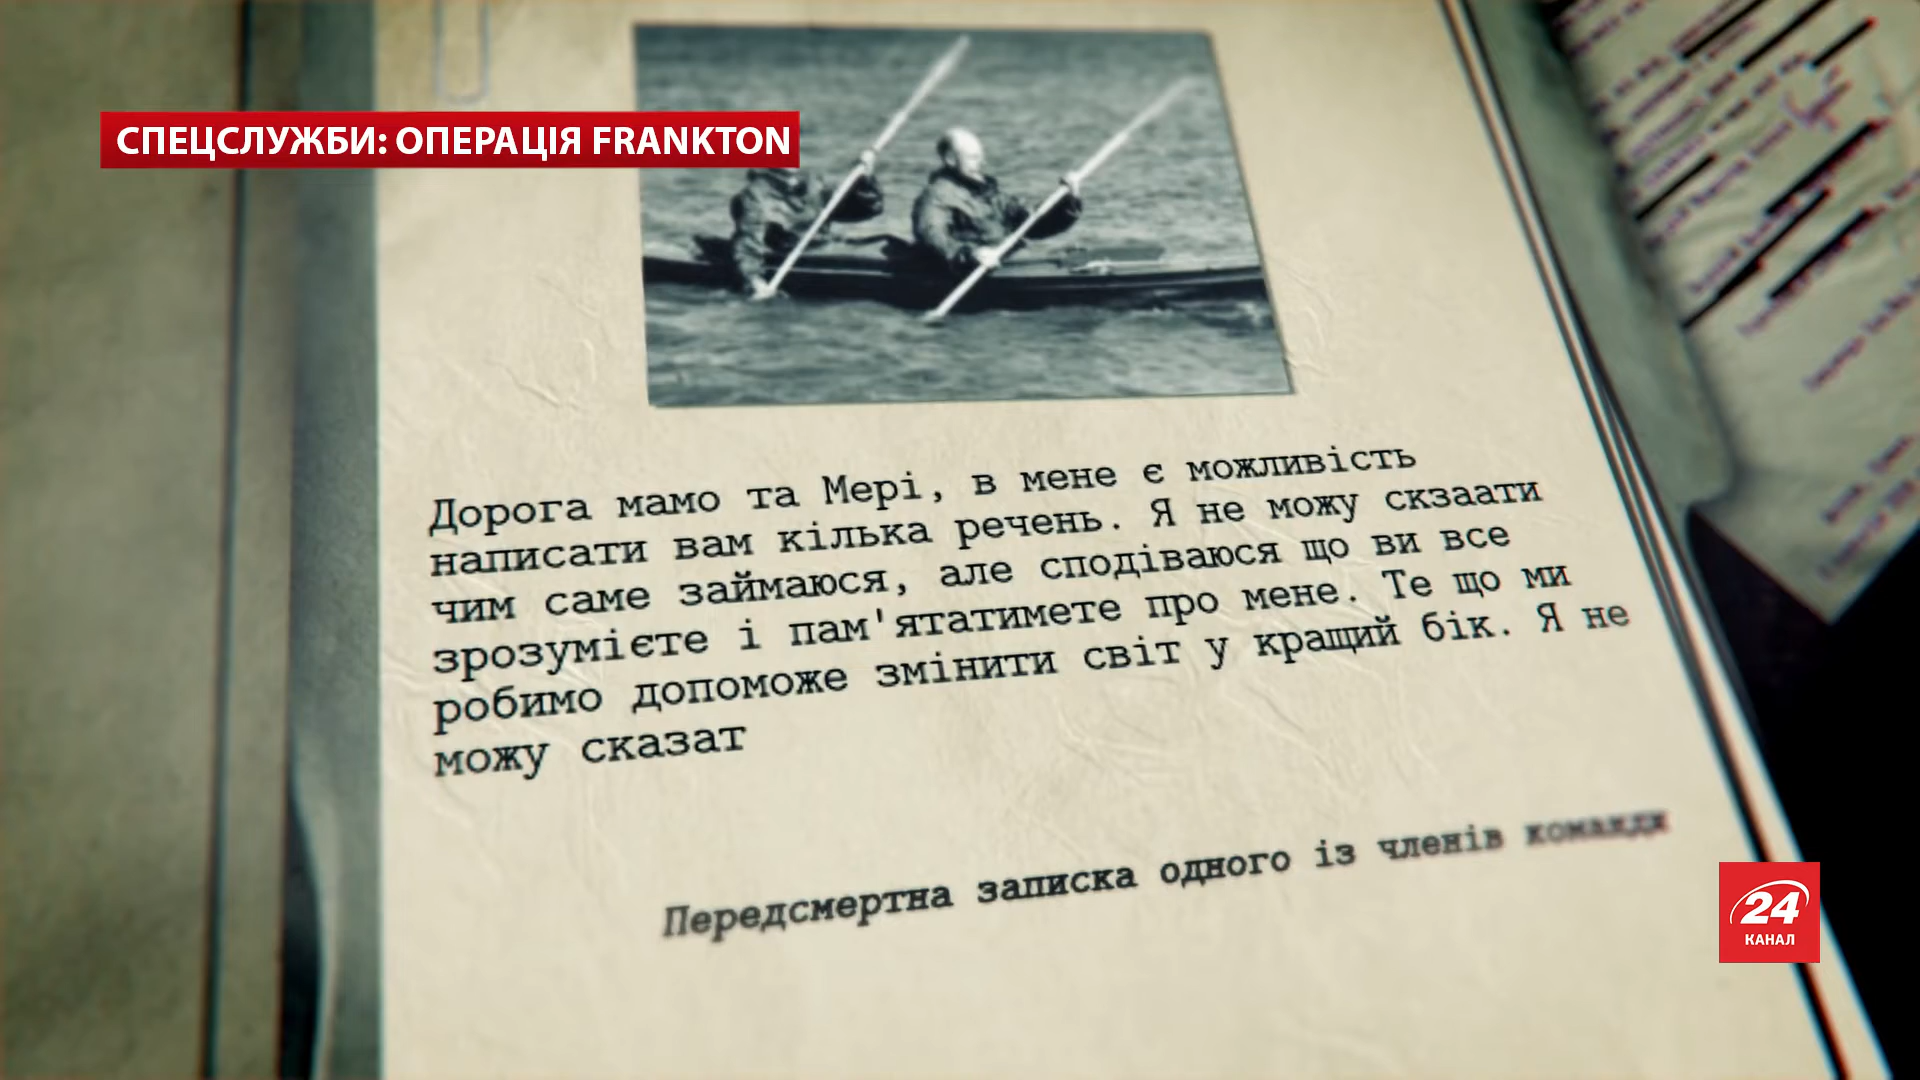 СПЕЦСЛУЖБИ: ОПЕРАЦІЯ FRANKTON
Дорога мамо та Мері, в мене є можливість
написати вам кілька речень. Я не можу скзаати
чим саме займаюся, але сподіваюся що ви все
зрозумієте і пам'ятатимете про мене. Те що ми
робимо допоможе змінити світ у кращий бік. Я не
можу сказат
Передсмертна записка одного із членів команди
24
КАНАЛ